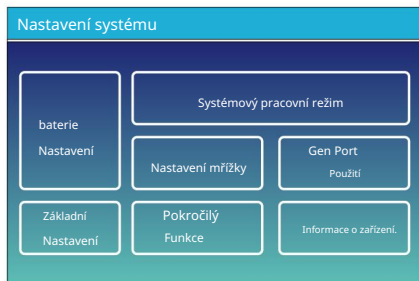 Nastavení systému
baterie
Nastavení
Systémový pracovní režim
Nastavení mřížky
Gen Port
Použití
Základní
Nastavení
Pokročilý
Funkce
Informace o zařízení.